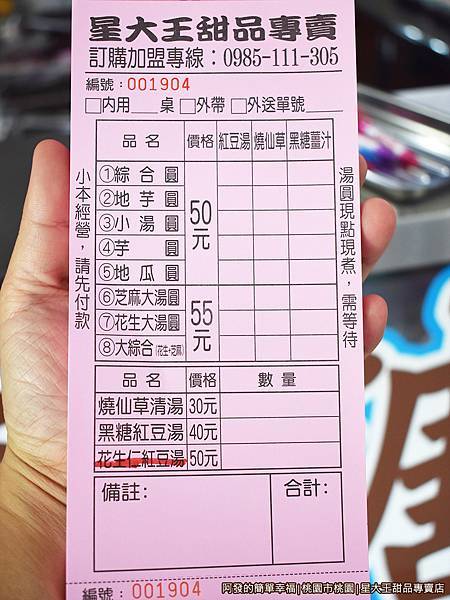 星大王甜品專賣
訂購加盟專線：0985-111-305
編號：001904
□內用___桌 □外帶 □外送單號____
小本經營，請先付款
品名 價格 紅豆湯 燒仙草 黑糖薑汁
①綜合圓
②地芋圓
③小湯圓
④芋圓
⑤地瓜圓
50元
⑥芝麻大湯圓
⑦花生大湯圓
⑧大綜合(花生+芝麻)
55元
湯圓現點現煮，需等待
品名 價格 數量
燒仙草清湯 30元
黑糖紅豆湯 40元
花生仁紅豆湯 50元
備註： 合計：
編號：001904
阿發的簡單幸福|桃園市桃園|星大王甜品專賣店